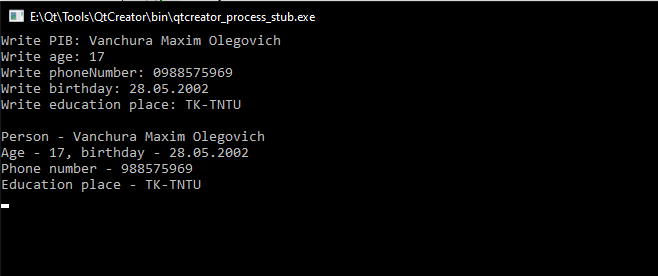 E:\Qt\Tools\QtCreator\bin\qtcreator_process_stub.exe
Write PIB: Vanchura Maxim Olegovich
Write age: 17
Write phoneNumber: 0988575969
Write birthday: 28.05.2002
Write education place: TK-TNTU
Person - Vanchura Maxim Olegovich
Age - 17, birthday - 28.05.2002
Phone number - 988575969
Education place - TK-TNTU